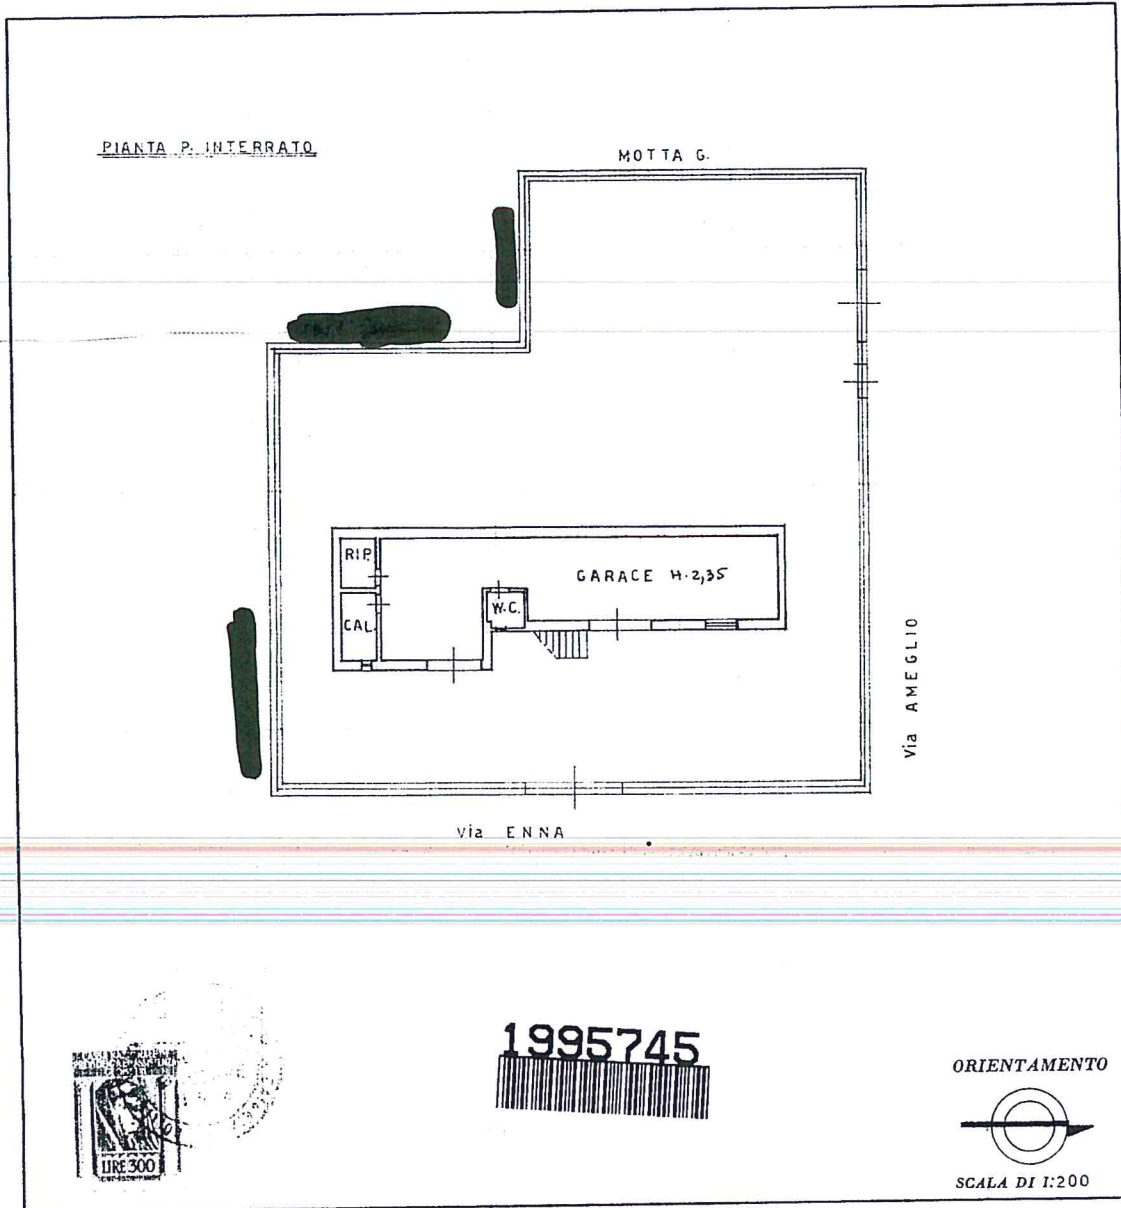 PIANTA P. INTERRATO
MOTTA G.
RIP.
GARACE H. 2,35
W.C.
CAL.
Via AMEGLIO
Via ENNA
1995745
LIRE 300
ORIENTAMENTO
SCALA DI 1:200